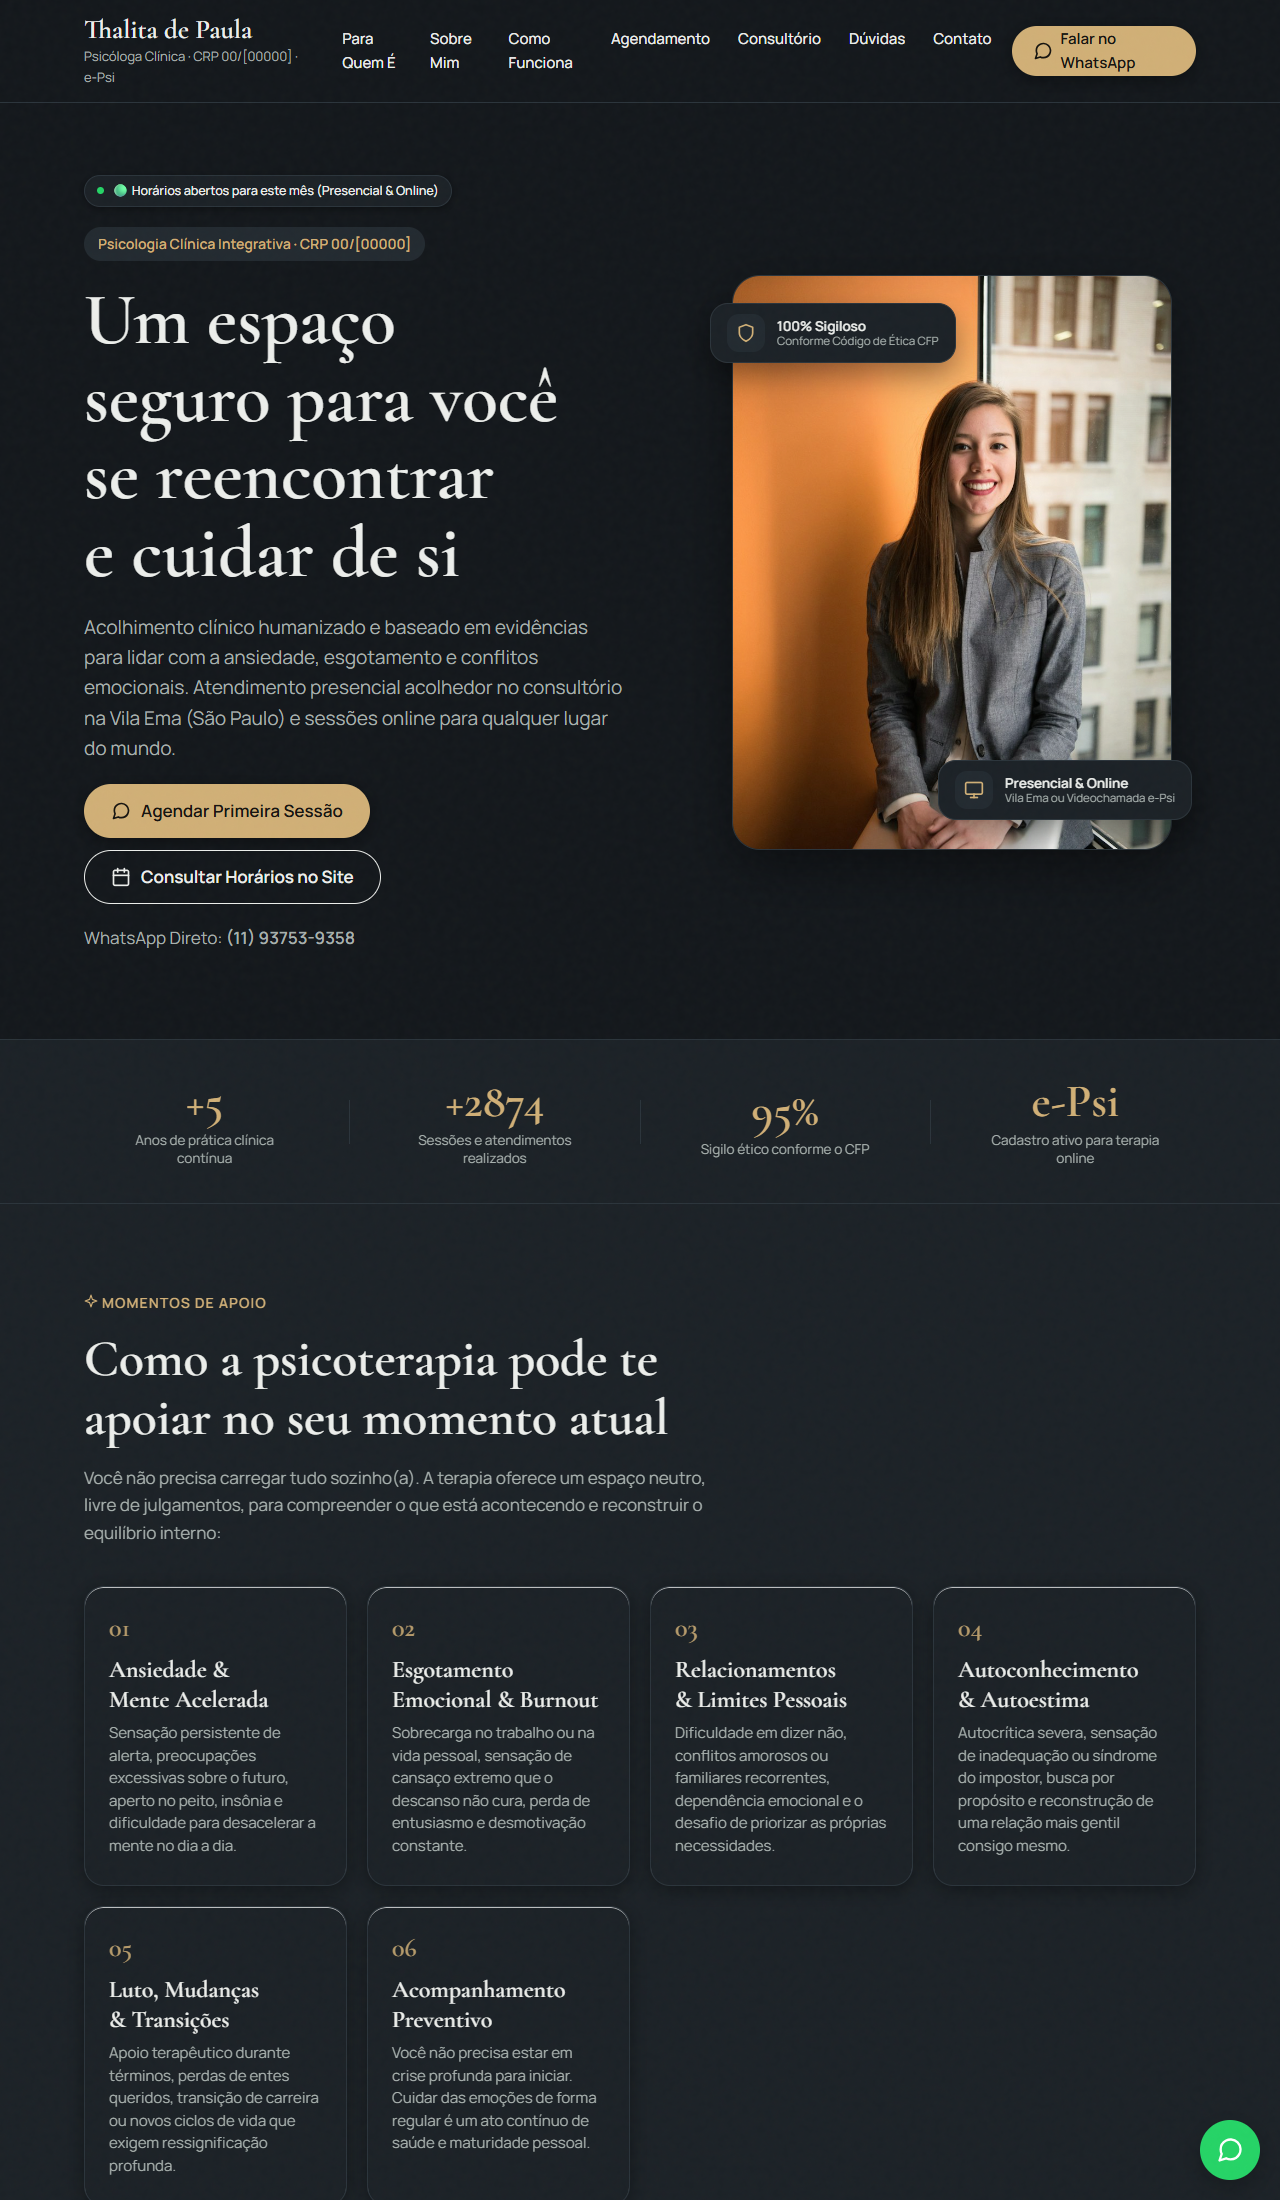 Thalita de Paula
Psicóloga Clínica · CRP 00/[00000] ·
e-Psi
Para
Quem É
Sobre
Mim
Como
Funciona
Agendamento
Consultório
Dúvidas
Contato
Falar no
WhatsApp
Horários abertos para este mês (Presencial & Online)
Psicologia Clínica Integrativa · CRP 00/[00000]
Um espaço
seguro para você
se reencontrar
e cuidar de si
Acolhimento clínico humanizado e baseado em evidências
para lidar com a ansiedade, esgotamento e conflitos
emocionais. Atendimento presencial acolhedor no consultório
na Vila Ema (São Paulo) e sessões online para qualquer lugar
do mundo.
Agendar Primeira Sessão
Consultar Horários no Site
WhatsApp Direto: (11) 93753-9358
100% Sigiloso
Conforme Código de Ética CFP
Presencial & Online
Vila Ema ou Videochamada e-Psi
+5
Anos de prática clínica
contínua
+2874
Sessões e atendimentos
realizados
95%
Sigilo ético conforme o CFP
e-Psi
Cadastro ativo para terapia
online
MOMENTOS DE APOIO
Como a psicoterapia pode te
apoiar no seu momento atual
Você não precisa carregar tudo sozinho(a). A terapia oferece um espaço neutro,
livre de julgamentos, para compreender o que está acontecendo e reconstruir o
equilíbrio interno:
01
Ansiedade &
Mente Acelerada
Sensação persistente de
alerta, preocupações
excessivas sobre o futuro,
aperto no peito, insônia e
dificuldade para desacelerar a
mente no dia a dia.
02
Esgotamento
Emocional & Burnout
Sobrecarga no trabalho ou na
vida pessoal, sensação de
cansaço extremo que o
descanso não cura, perda de
entusiasmo e desmotivação
constante.
03
Relacionamentos
& Limites Pessoais
Dificuldade em dizer não,
conflitos amorosos ou
familiares recorrentes,
dependência emocional e o
desafio de priorizar as próprias
necessidades.
04
Autoconhecimento
& Autoestima
Autocrítica severa, sensação
de inadequação ou síndrome
do impostor, busca por
propósito e reconstrução de
uma relação mais gentil
consigo mesmo.
05
Luto, Mudanças
& Transições
Apoio terapêutico durante
términos, perdas de entes
queridos, transição de carreira
ou novos ciclos de vida que
exigem ressignificação
profunda.
06
Acompanhamento
Preventivo
Você não precisa estar em
crise profunda para iniciar.
Cuidar das emoções de forma
regular é um ato contínuo de
saúde e maturidade pessoal.